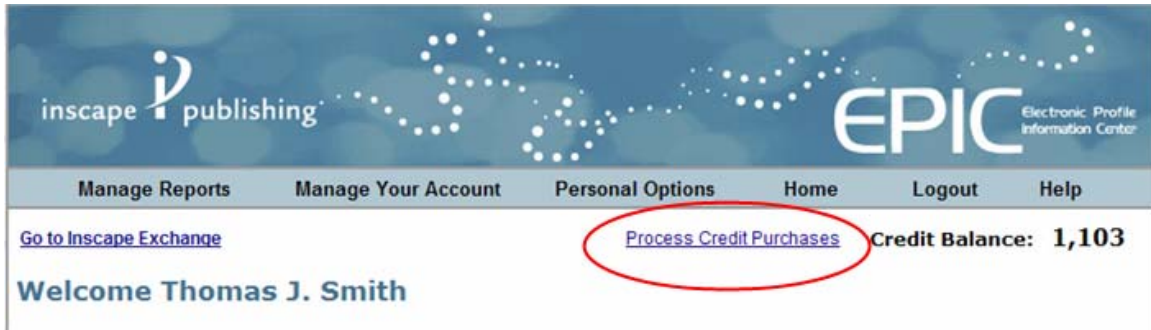 inscape publishing
EPIC Electronic Profile
Information Center
Manage Reports Manage Your Account Personal Options Home Logout Help
Go to Inscape Exchange Process Credit Purchases Credit Balance: 1,103
Welcome Thomas J. Smith